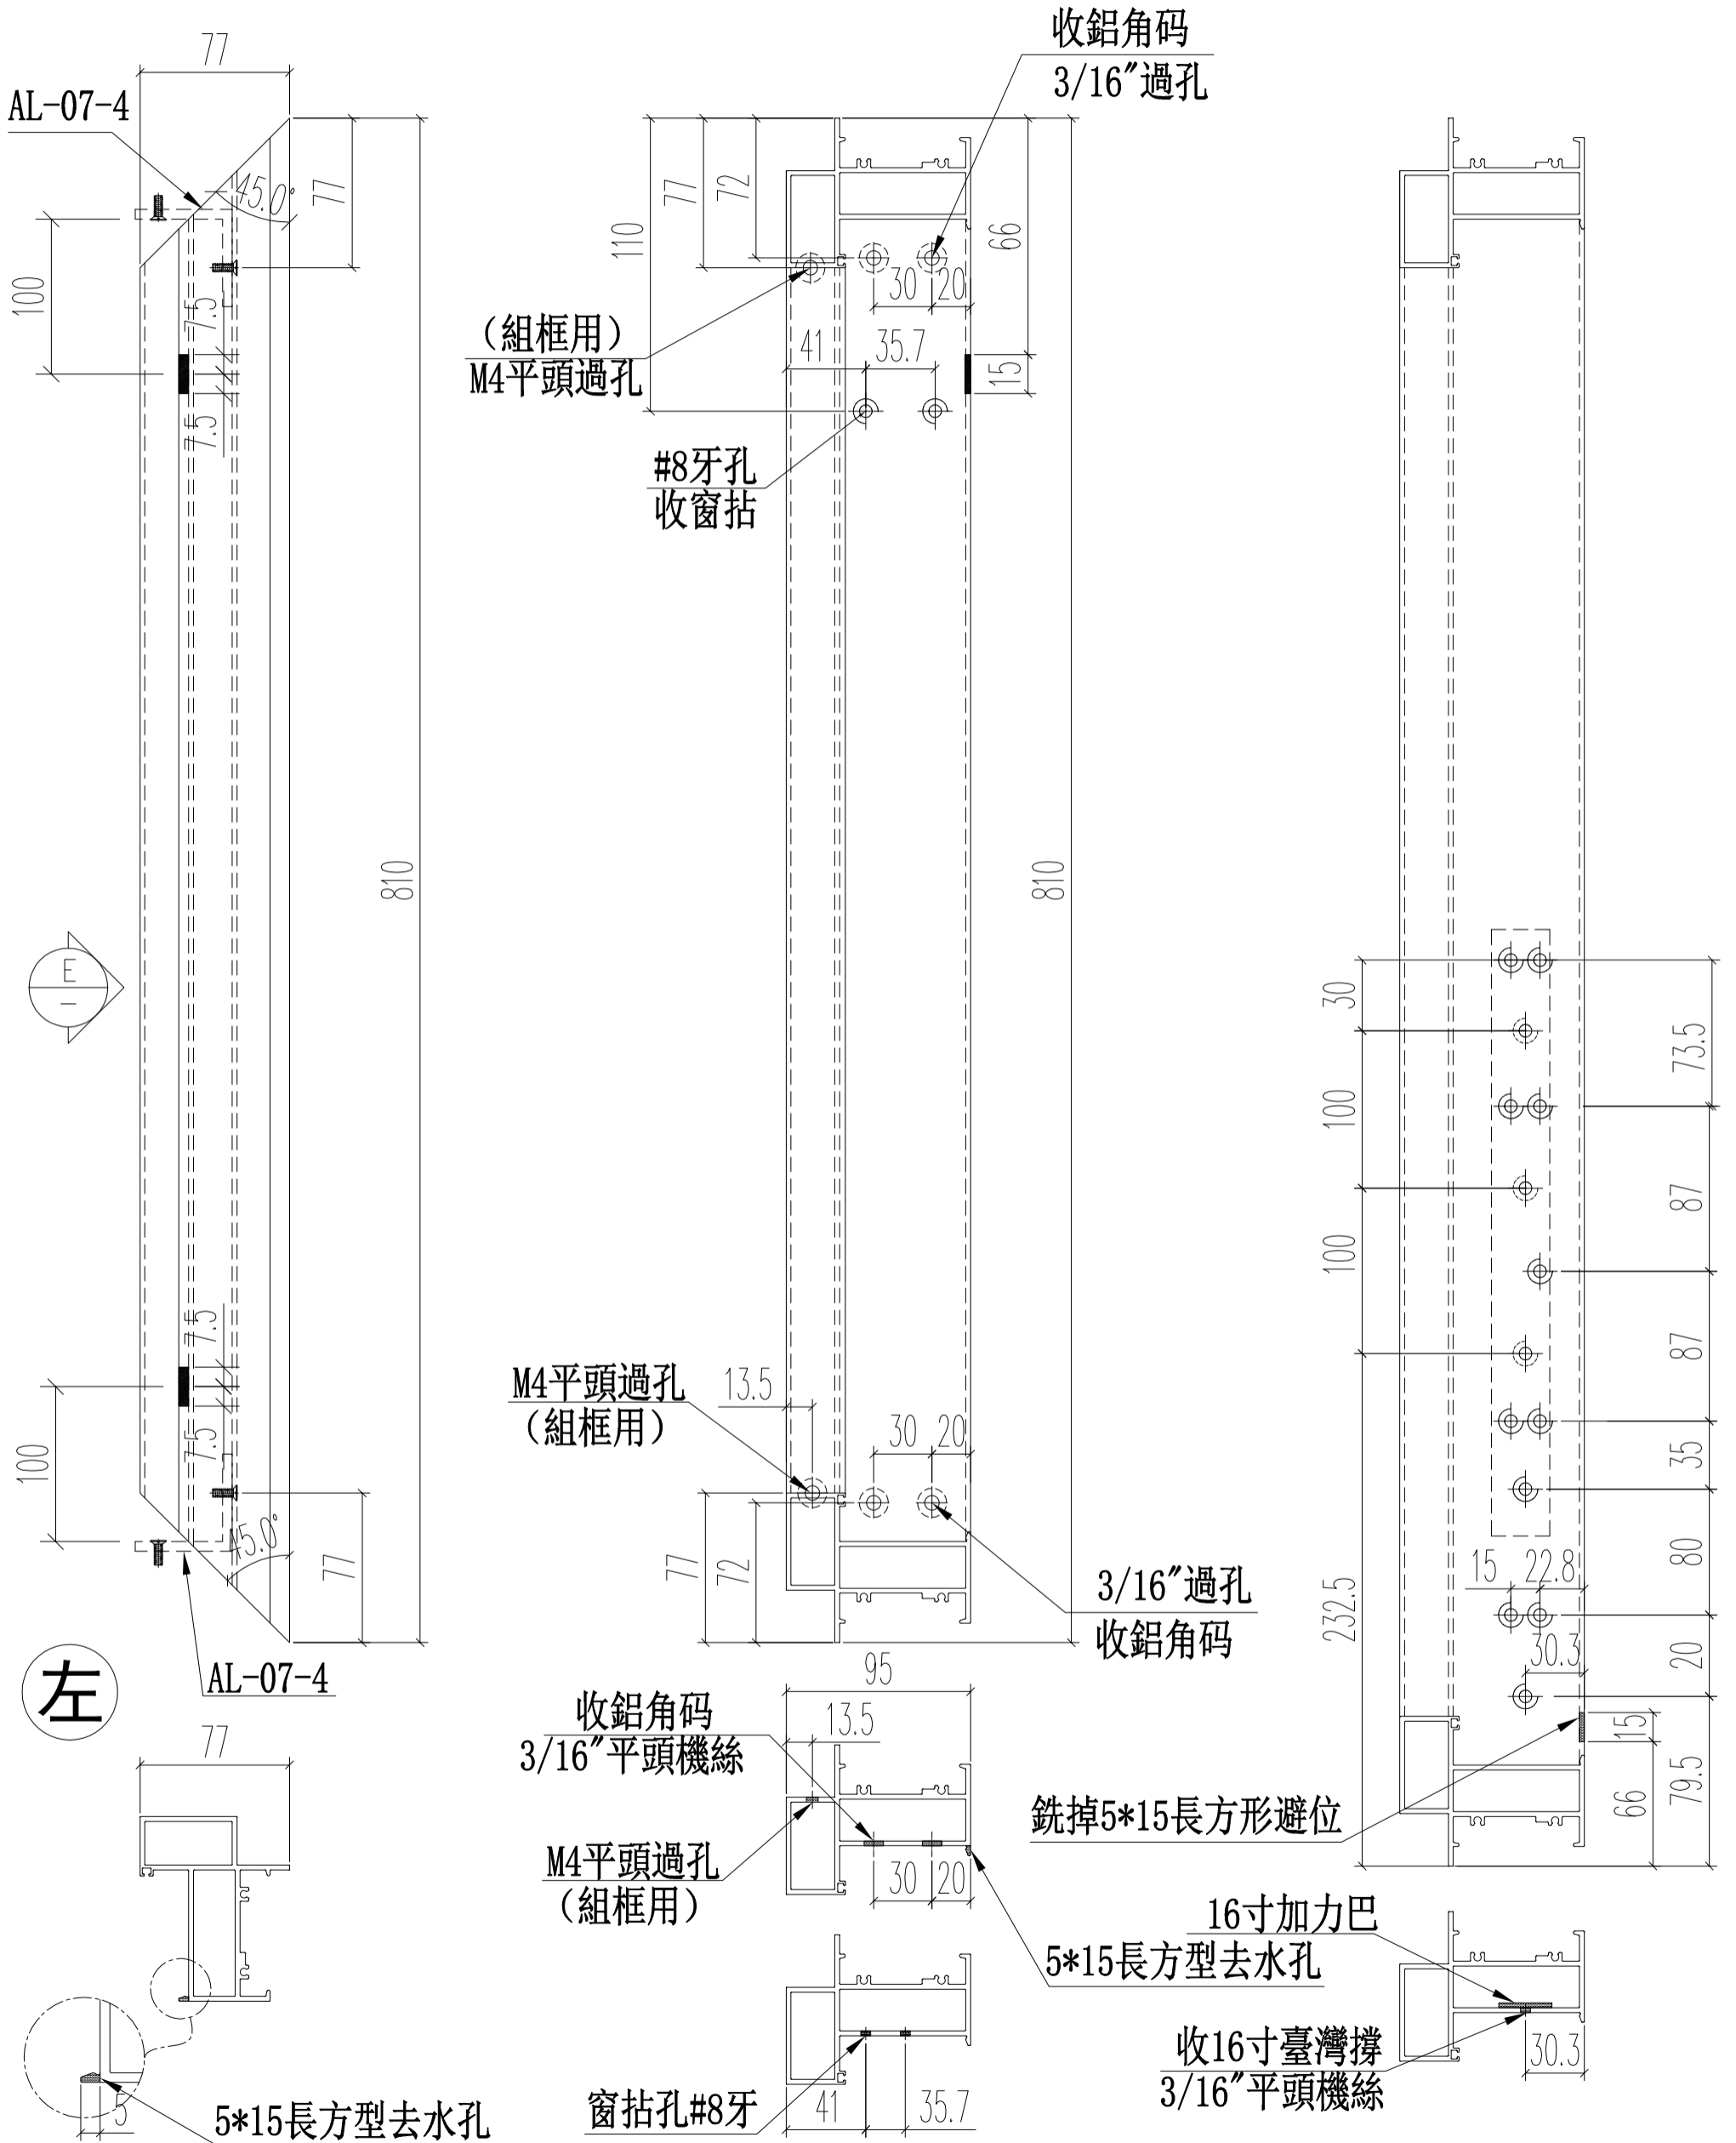 77
AL-07-4
45.0°
77
100
7.5
7.5
810
E
7.5
7.5
100
45.0°
77
AL-07-4
左
77
5
5*15長方型去水孔
收鋁角码
3/16"過孔
77
72
110
66
30
20
(組框用)
M4平頭過孔
41
35.7
15
#8牙孔
收窗拈
810
M4平頭過孔
(組框用)
13.5
30
20
77
72
3/16"過孔
收鋁角码
95
收鋁角码
3/16"平頭機絲
13.5
M4平頭過孔
(組框用)
30
20
5*15長方型去水孔
窗拈孔#8牙
41
35.7
30
100
100
232.5
73.5
87
87
35
80
20
79.5
15
22.8
30.3
15
66
銑掉5*15長方形避位
16寸加力巴
收16寸臺灣撐
3/16"平頭機絲
30.3